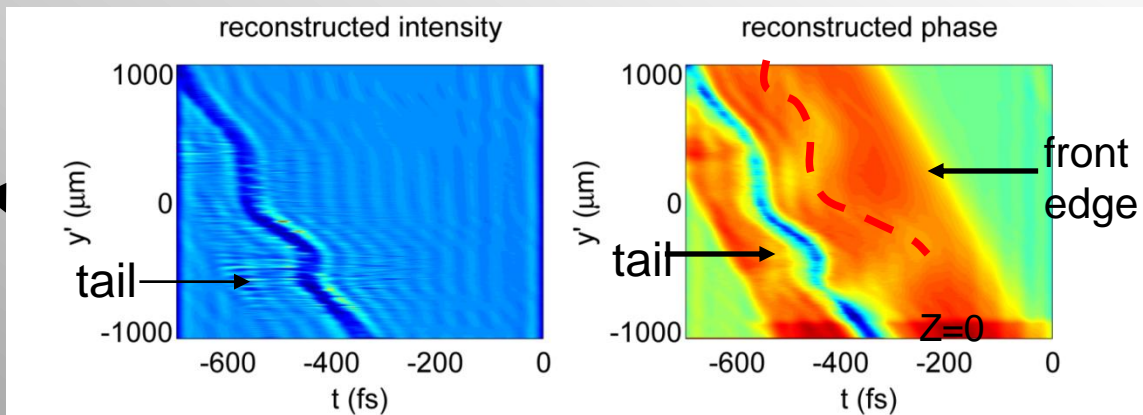 reconstructed intensity
1000
0
-1000
y' (μm)
tail
-600
-400
-200
0
t (fs)
reconstructed phase
1000
0
-1000
y' (μm)
tail
front
edge
Z=0
-600
-400
-200
0
t (fs)